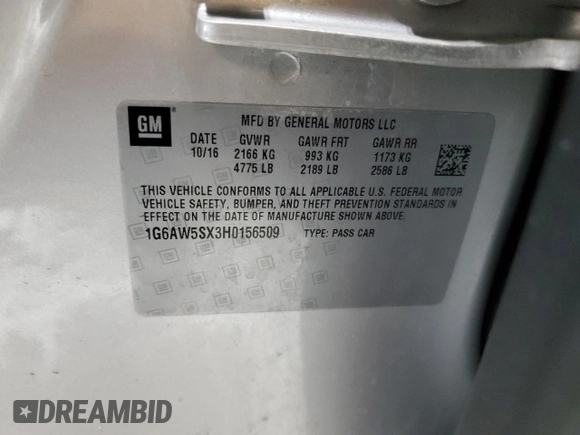 GM ®
MFD BY GENERAL MOTORS LLC
DATE GVWR GAWR FRT GAWR RR
10/16 2166 KG 993 KG 1173 KG
4775 LB 2189 LB 2586 LB
THIS VEHICLE CONFORMS TO ALL APPLICABLE U.S. FEDERAL MOTOR
VEHICLE SAFETY, BUMPER, AND THEFT PREVENTION STANDARDS IN
EFFECT ON THE DATE OF MANUFACTURE SHOWN ABOVE.
1G6AW5SX3H0156509 TYPE: PASS CAR
DREAMBID